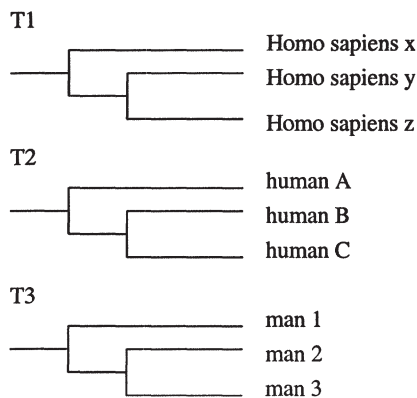 T1
Homo sapiens x
Homo sapiens y
Homo sapiens z
T2
human A
human B
human C
T3
man 1
man 2
man 3